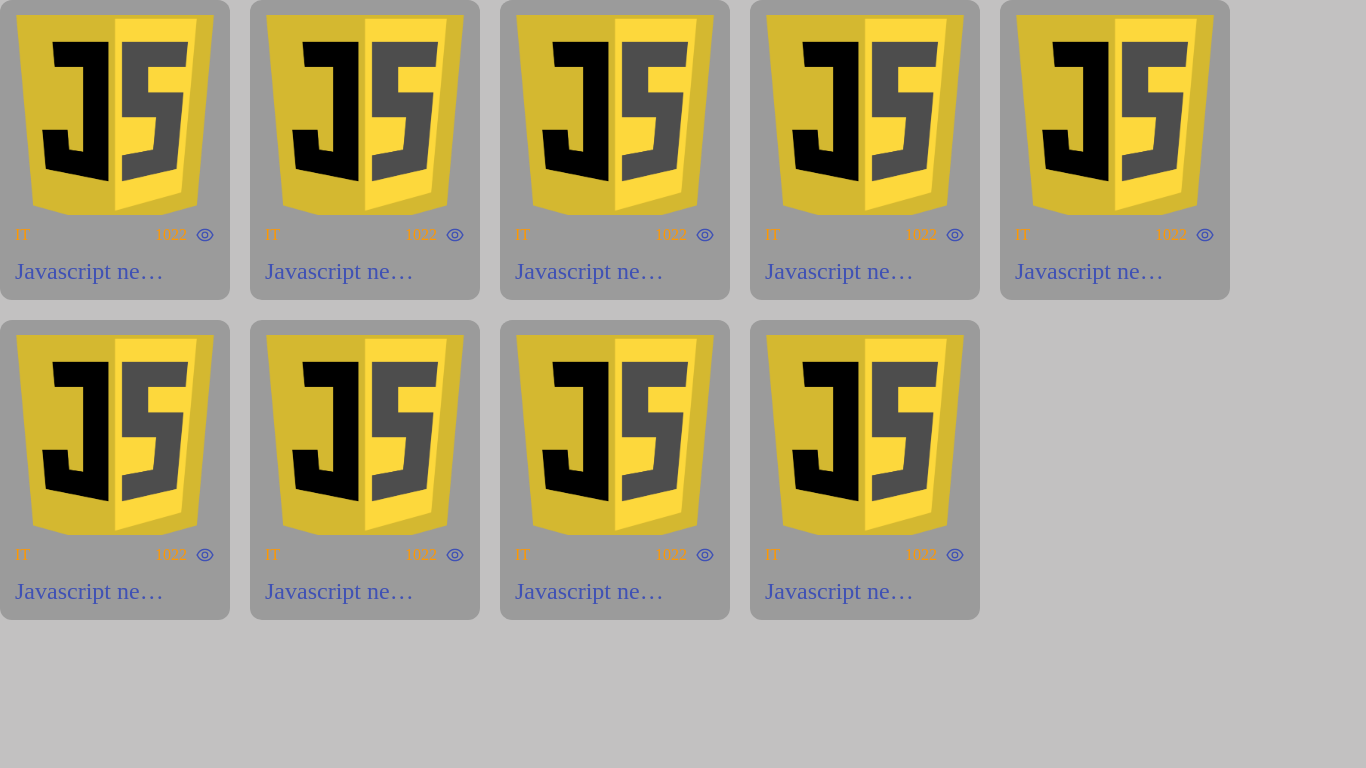 JS JS JS JS JS
IT 1022 IT 1022 IT 1022 IT 1022 IT 1022
Javascript ne… Javascript ne… Javascript ne… Javascript ne… Javascript ne…
JS JS JS JS
IT 1022 IT 1022 IT 1022 IT 1022
Javascript ne… Javascript ne… Javascript ne… Javascript ne…